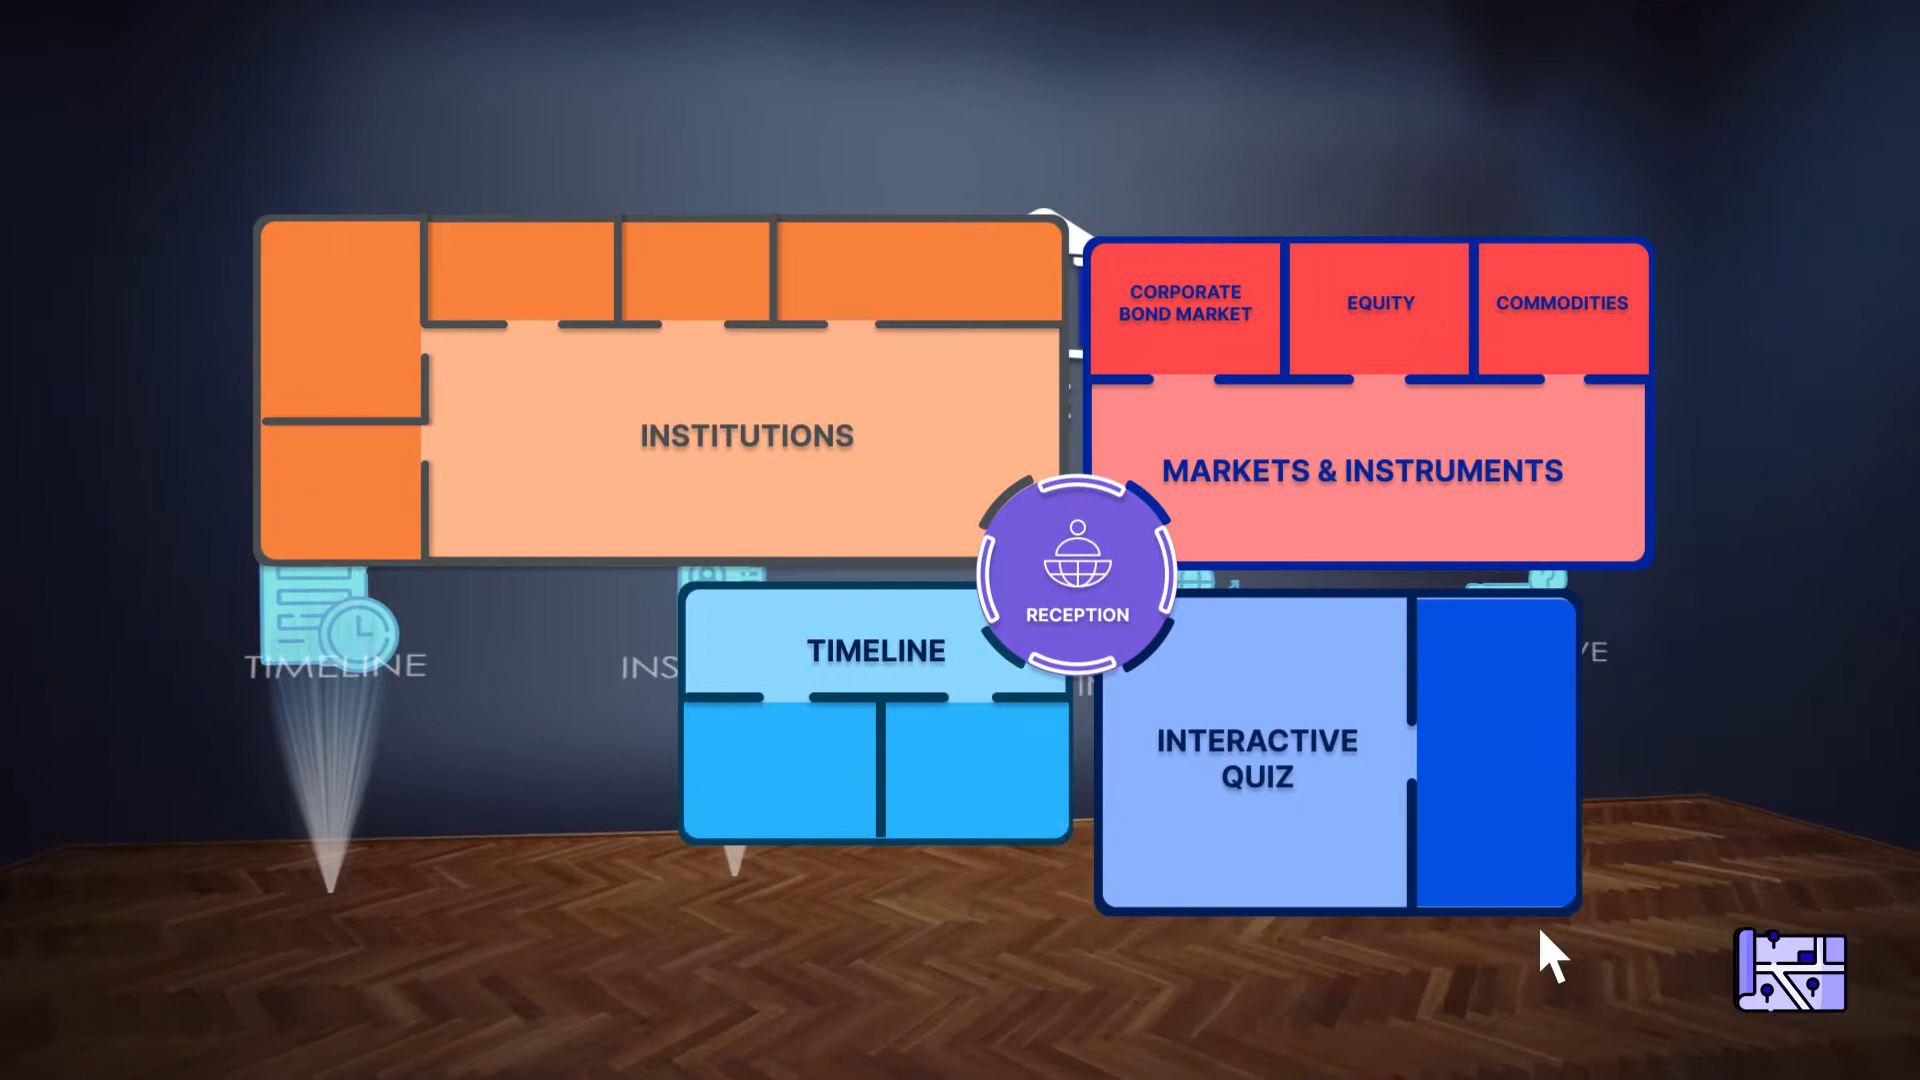 CORPORATE
BOND MARKET
EQUITY
COMMODITIES
INSTITUTIONS
MARKETS & INSTRUMENTS
RECEPTION
TIMELINE
TIMELINE
INTERACTIVE
QUIZ